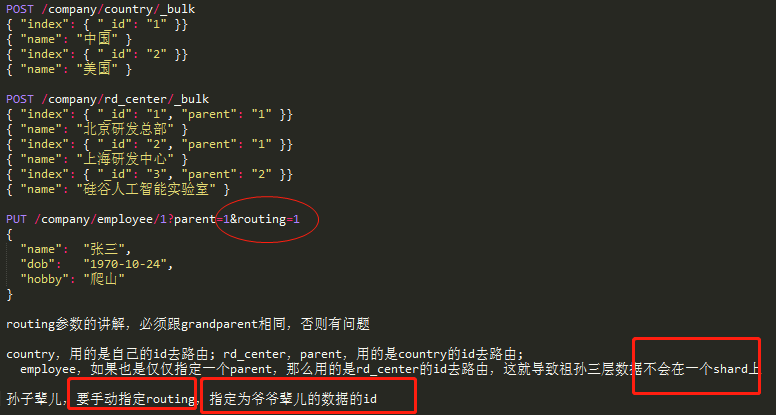 POST /company/country/_bulk
{ "index": { "_id": "1" }}
{ "name": "中国" }
{ "index": { "_id": "2" }}
{ "name": "美国" }
POST /company/rd_center/_bulk
{ "index": { "_id": "1", "parent": "1" }}
{ "name": "北京研发总部" }
{ "index": { "_id": "2", "parent": "1" }}
{ "name": "上海研发中心" }
{ "index": { "_id": "3", "parent": "2" }}
{ "name": "硅谷人工智能实验室" }
PUT /company/employee/1?parent=1&routing=1
{
"name": "张三",
"dob": "1970-10-24",
"hobby": "爬山"
}
routing参数的讲解，必须跟grandparent相同，否则有问题
country，用的是自己的id去路由; rd_center，parent，用的是country的id去路由;
employee，如果也是仅仅指定一个parent，那么用的是rd_center的id去路由，这就导致祖孙三层数据不会在一个shard上
孙子辈儿，要手动指定routing，指定为爷爷辈儿的数据的id